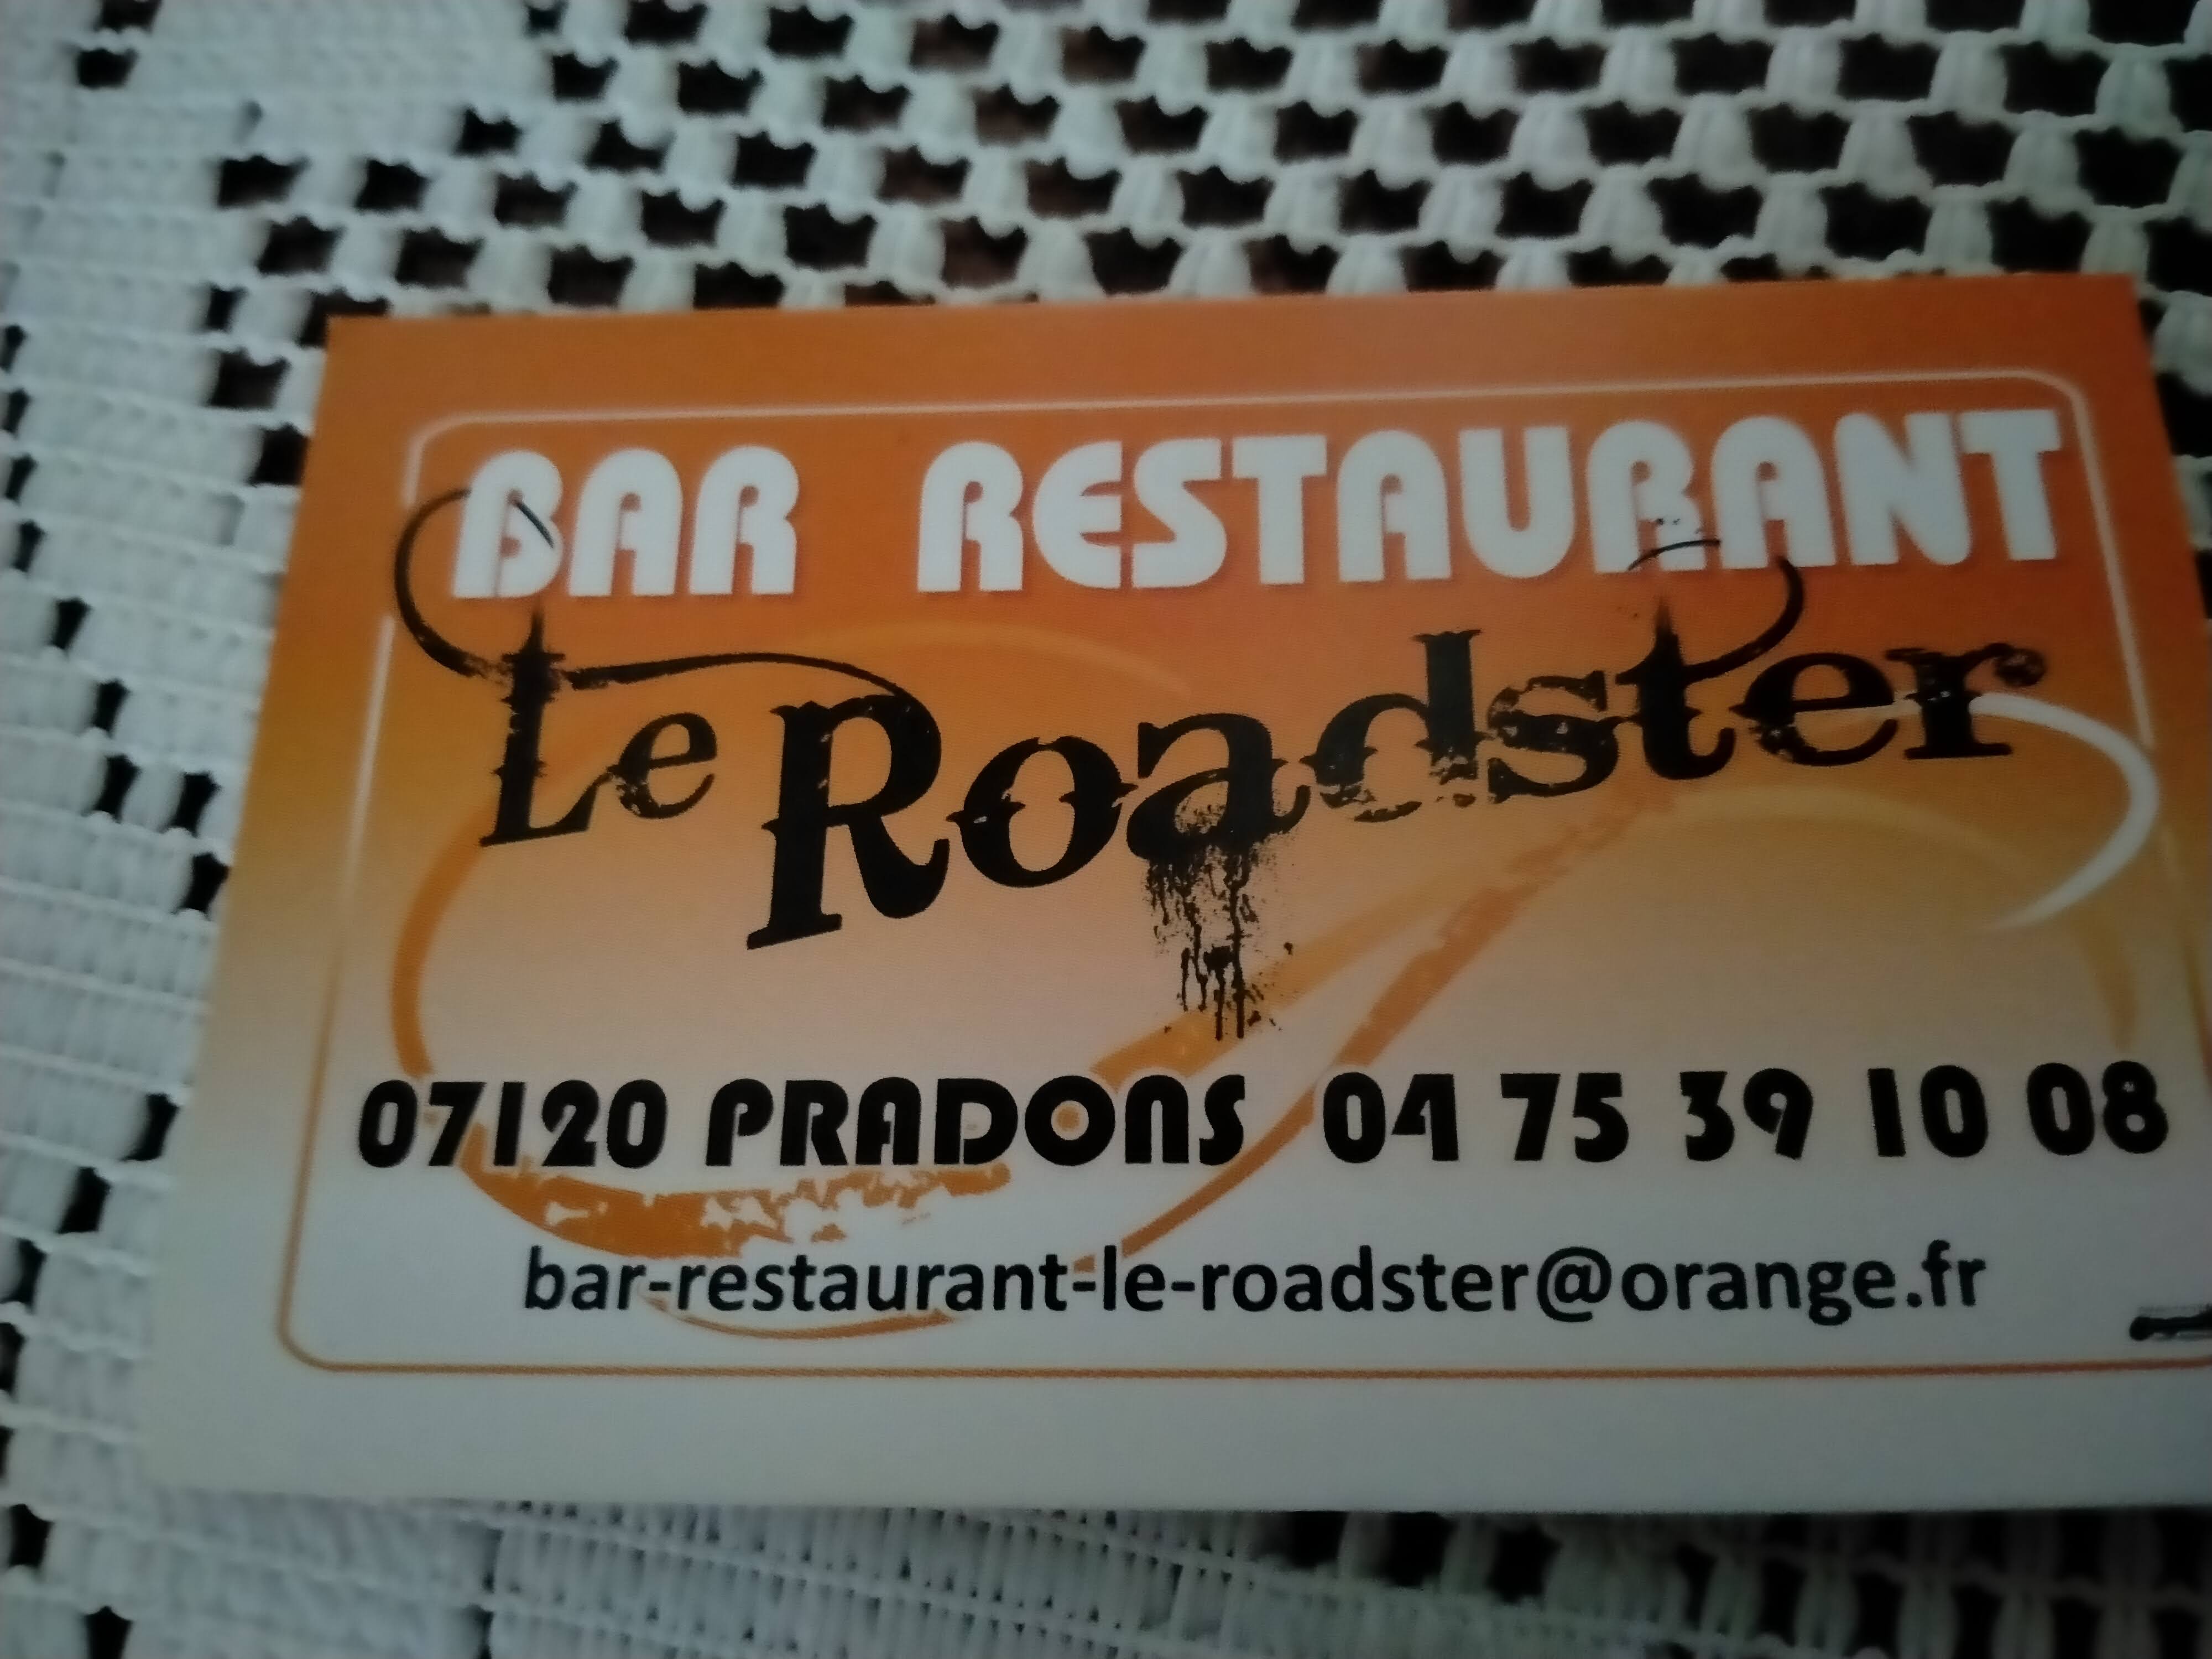 BAR RESTAURANT
Le Roadster
07120 PRADONS 04 75 39 10 08
bar-restaurant-le-roadster@orange.fr